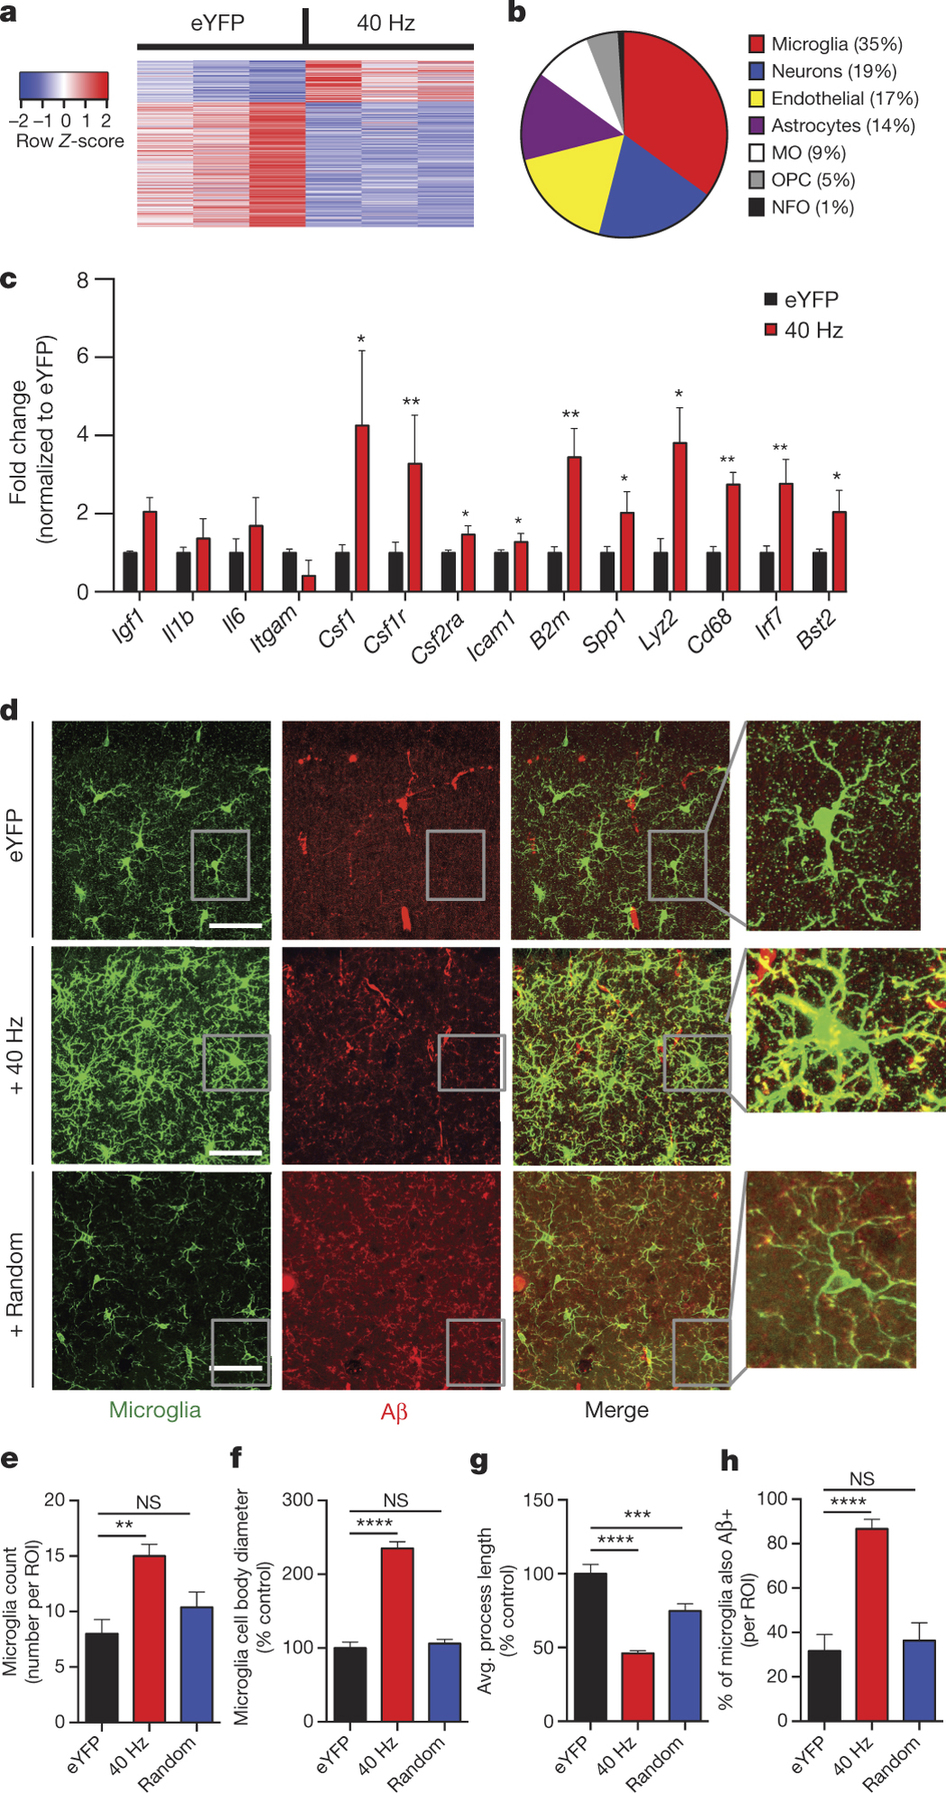 a
eYFP
40 Hz
−2 −1 0 1 2
Row Z-score
b
Microglia (35%)
Neurons (19%)
Endothelial (17%)
Astrocytes (14%)
MO (9%)
OPC (5%)
NFO (1%)
c
Fold change
(normalized to eYFP)
8
6
4
2
0
eYFP
40 Hz
*
**
*
*
**
*
*
**
**
*
Igf1
Il1b
Il6
Itgam
Csf1
Csf1r
Csf2ra
Icam1
B2m
Spp1
Lyz2
Cd68
Irf7
Bst2
d
eYFP
+ 40 Hz
+ Random
Microglia
Aβ
Merge
e
Microglia count
(number per ROI)
20
15
10
5
0
NS
**
eYFP
40 Hz
Random
f
Microglia cell body diameter
(% control)
300
200
100
0
NS
****
eYFP
40 Hz
Random
g
Avg. process length
(% control)
150
100
50
0
***
****
eYFP
40 Hz
Random
h
% of microglia also Aβ+
(per ROI)
100
80
60
40
20
0
NS
****
eYFP
40 Hz
Random